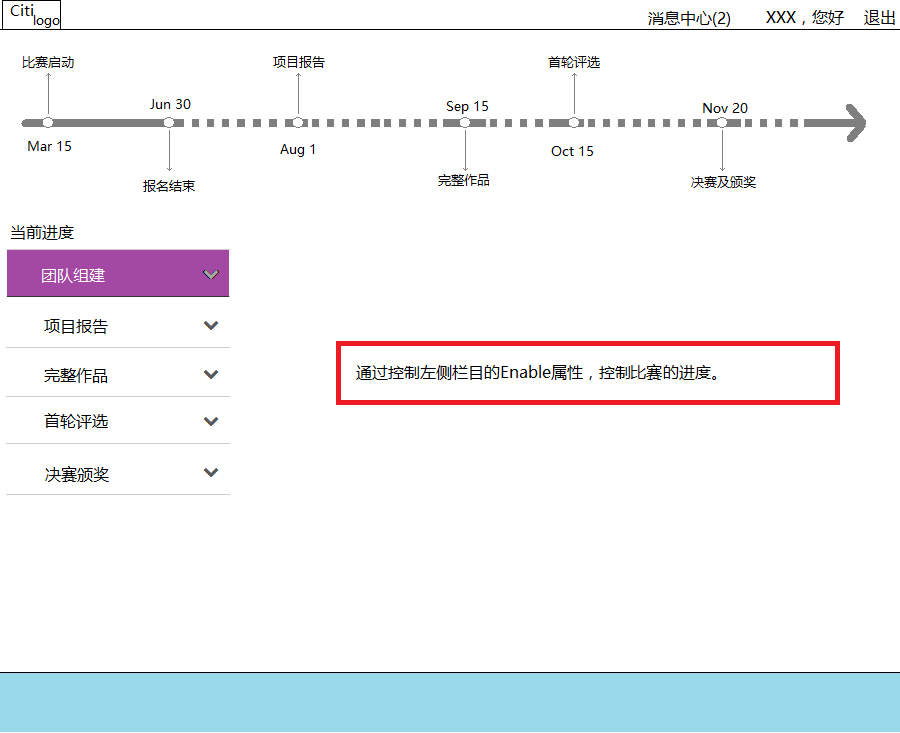 Citi
logo
消息中心(2) XXX，您好 退出
比赛启动
项目报告
首轮评选
Jun 30
Sep 15
Nov 20
Mar 15
Aug 1
Oct 15
报名结束
完整作品
决赛及颁奖
当前进度
团队组建
项目报告
完整作品
首轮评选
决赛颁奖
通过控制左侧栏目的Enable属性，控制比赛的进度。